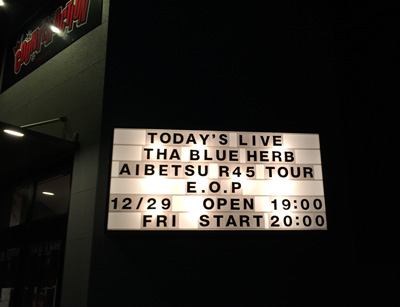 TODAY'S LIVE
THA BLUE HERB
AIBETSU R45 TOUR
E.O.P
12/29 OPEN 19:00
FRI START 20:00